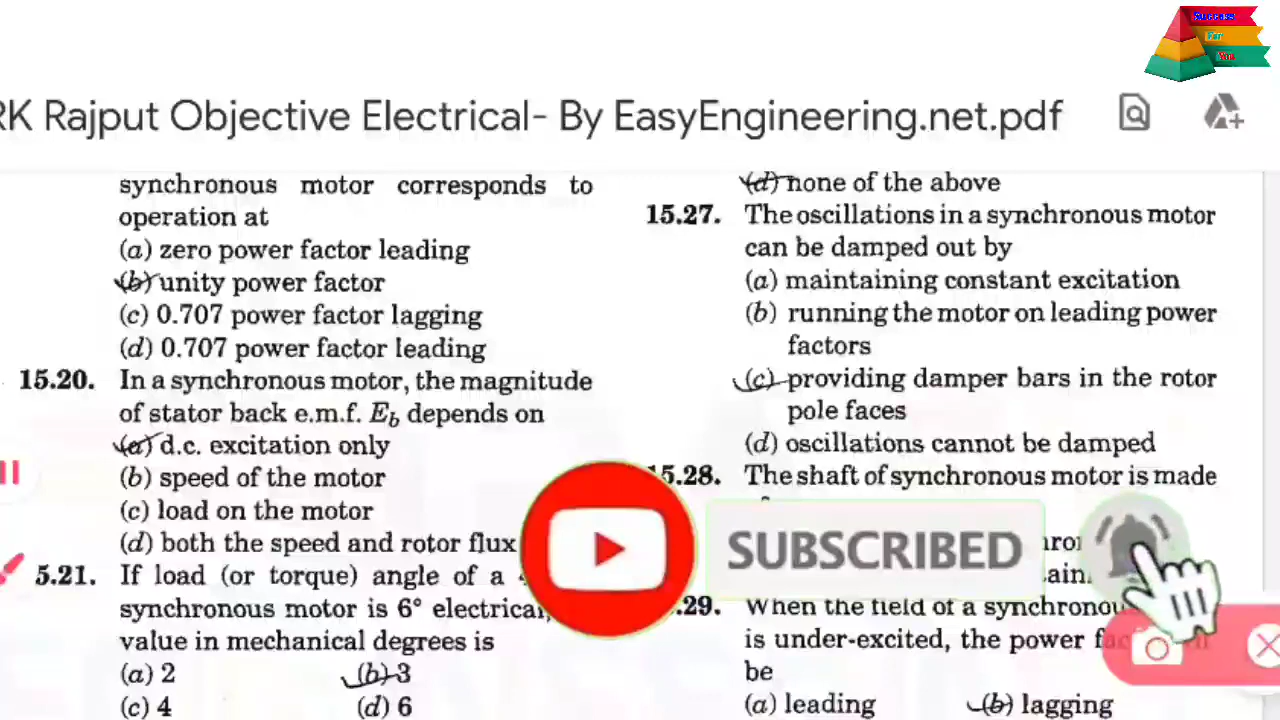 Success
For
You
RK Rajput Objective Electrical- By EasyEngineering.net.pdf
synchronous motor corresponds to
operation at
(a) zero power factor leading
(b) unity power factor
(c) 0.707 power factor lagging
(d) 0.707 power factor leading
15.20. In a synchronous motor, the magnitude
of stator back e.m.f. Eb depends on
(a) d.c. excitation only
(b) speed of the motor
(c) load on the motor
(d) both the speed and rotor flux
5.21. If load (or torque) angle of a
synchronous motor is 6° electrical,
value in mechanical degrees is
(a) 2 (b) 3
(c) 4 (d) 6
(d) none of the above
15.27. The oscillations in a synchronous motor
can be damped out by
(a) maintaining constant excitation
(b) running the motor on leading power
factors
(c) providing damper bars in the rotor
pole faces
(d) oscillations cannot be damped
15.28. The shaft of synchronous motor is made
SUBSCRIBED
.29. When the field of a synchronou
is under-excited, the power
be
(a) leading (b) lagging